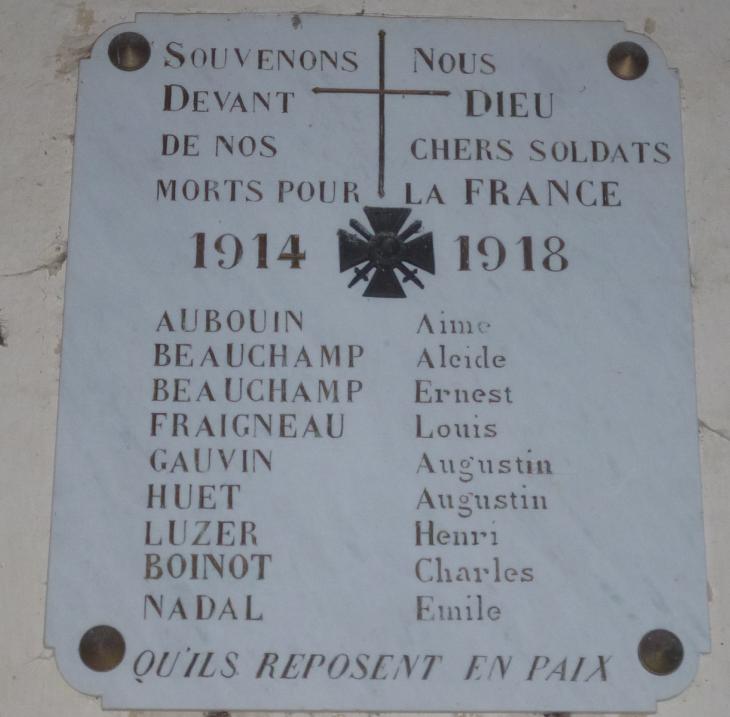 SOUVENONS NOUS
DEVANT DIEU
DE NOS CHERS SOLDATS
MORTS POUR LA FRANCE
1914 1918
AUBOUIN Aime
BEAUCHAMP Alcide
BEAUCHAMP Ernest
FRAIGNEAU Louis
GAUVIN Augustin
HUET Augustin
LUZER Henri
BOINOT Charles
NADAL Emile
QU'ILS REPOSENT EN PAIX